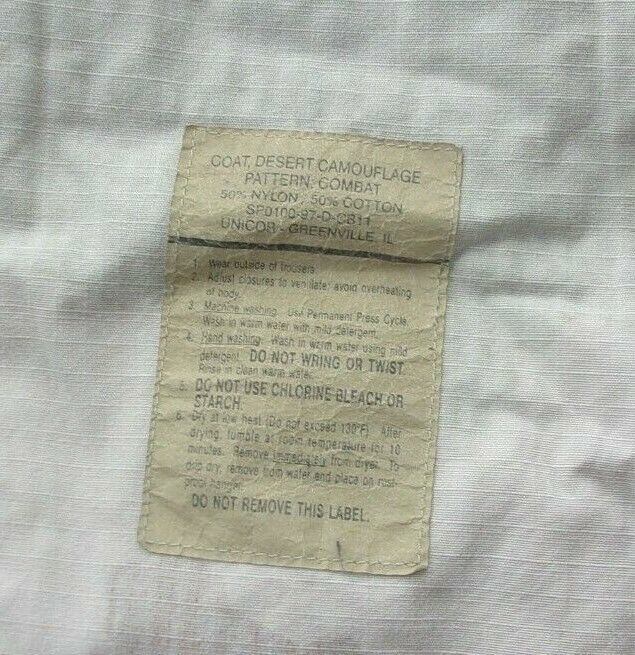 COAT, DESERT CAMOUFLAGE
PATTERN: COMBAT
50% NYLON / 50% COTTON
SP0100-97-D-CB11
UNICOR - GREENVILLE, IL
1. Wear outside of trousers.
2. Adjust closures to ventilate; avoid overheating
of body.
3. Machine washing. Use Permanent Press Cycle.
Wash in warm water with mild detergent.
4. Hand washing. Wash in warm water using mild
detergent. DO NOT WRING OR TWIST.
Rinse in clean warm water.
5. DO NOT USE CHLORINE BLEACH OR
STARCH.
6. Dry at low heat (Do not exceed 130°F). After
drying, tumble at room temperature for 10
minutes. Remove immediately from dryer. To
drip dry, remove from water and place on rust-
proof hanger.
DO NOT REMOVE THIS LABEL.